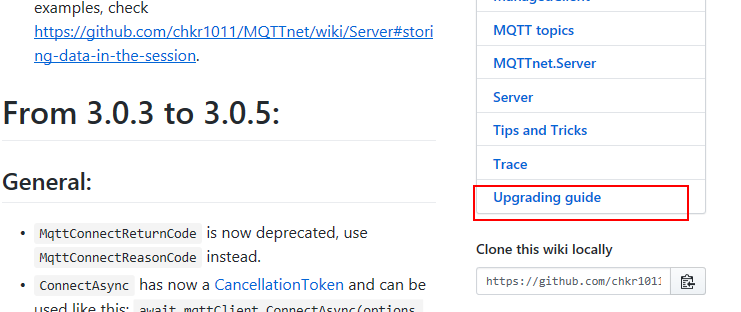 examples, check
https://github.com/chkr1011/MQTTnet/wiki/Server#stori
ng-data-in-the-session.
From 3.0.3 to 3.0.5:
General:
• MqttConnectReturnCode is now deprecated, use
MqttConnectReasonCode instead.
• ConnectAsync has now a CancellationToken and can be
used like this: await mqttClient.ConnectAsync(options,
MQTT topics
MQTTnet.Server
Server
Tips and Tricks
Trace
Upgrading guide
Clone this wiki locally
https://github.com/chkr1011